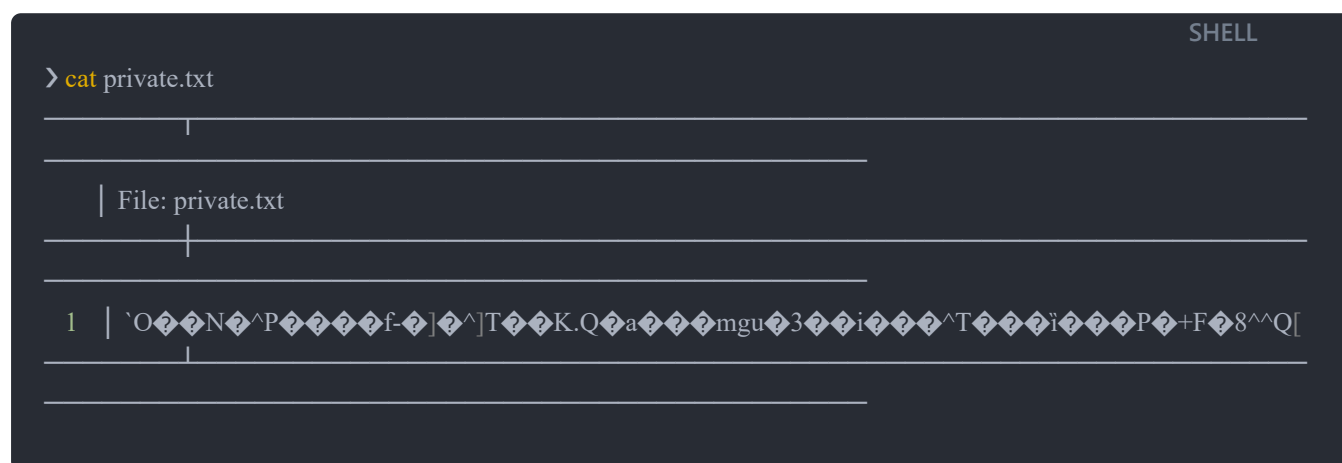 SHELL
❯ cat private.txt
File: private.txt
1 │ `O��N�^P����f-�]�^]T��K.Q�a���mgu�3��i���^T���ȉ���P�+F�8^^Q[